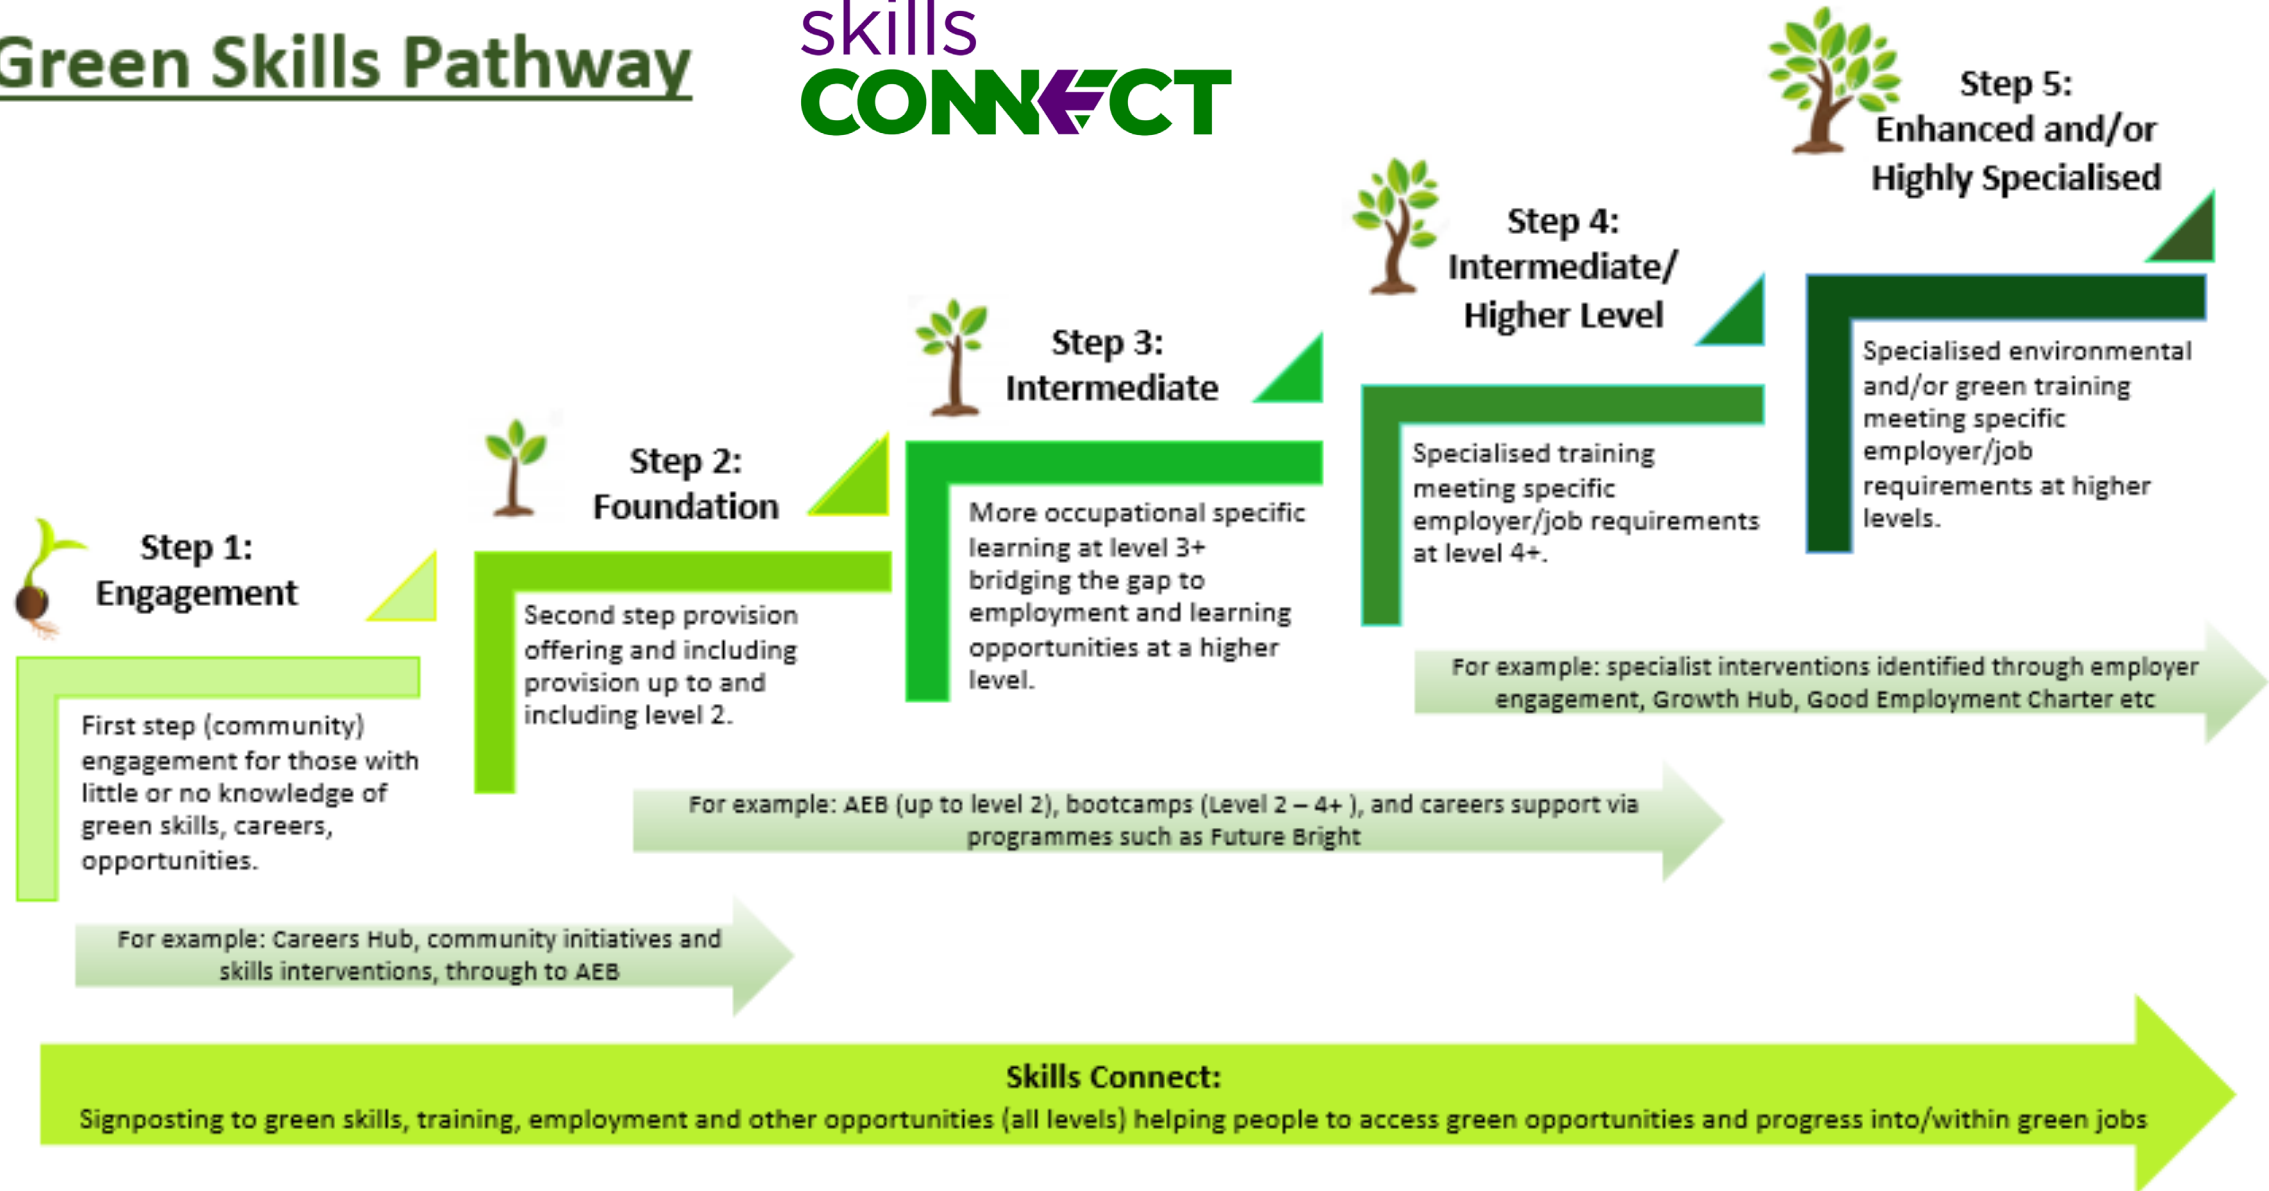 Green Skills Pathway
skills
CONNECT
Step 1:
Engagement
First step (community)
engagement for those with
little or no knowledge of
green skills, careers,
opportunities.
Step 2:
Foundation
Second step provision
offering and including
provision up to and
including level 2.
Step 3:
Intermediate
More occupational specific
learning at level 3+
bridging the gap to
employment and learning
opportunities at a higher
level.
Step 4:
Intermediate/
Higher Level
Specialised training
meeting specific
employer/job requirements
at level 4+.
Step 5:
Enhanced and/or
Highly Specialised
Specialised environmental
and/or green training
meeting specific
employer/job
requirements at higher
levels.
For example: specialist interventions identified through employer
engagement, Growth Hub, Good Employment Charter etc
For example: AEB (up to level 2), bootcamps (Level 2 – 4+ ), and careers support via
programmes such as Future Bright
For example: Careers Hub, community initiatives and
skills interventions, through to AEB
Skills Connect:
Signposting to green skills, training, employment and other opportunities (all levels) helping people to access green opportunities and progress into/within green jobs